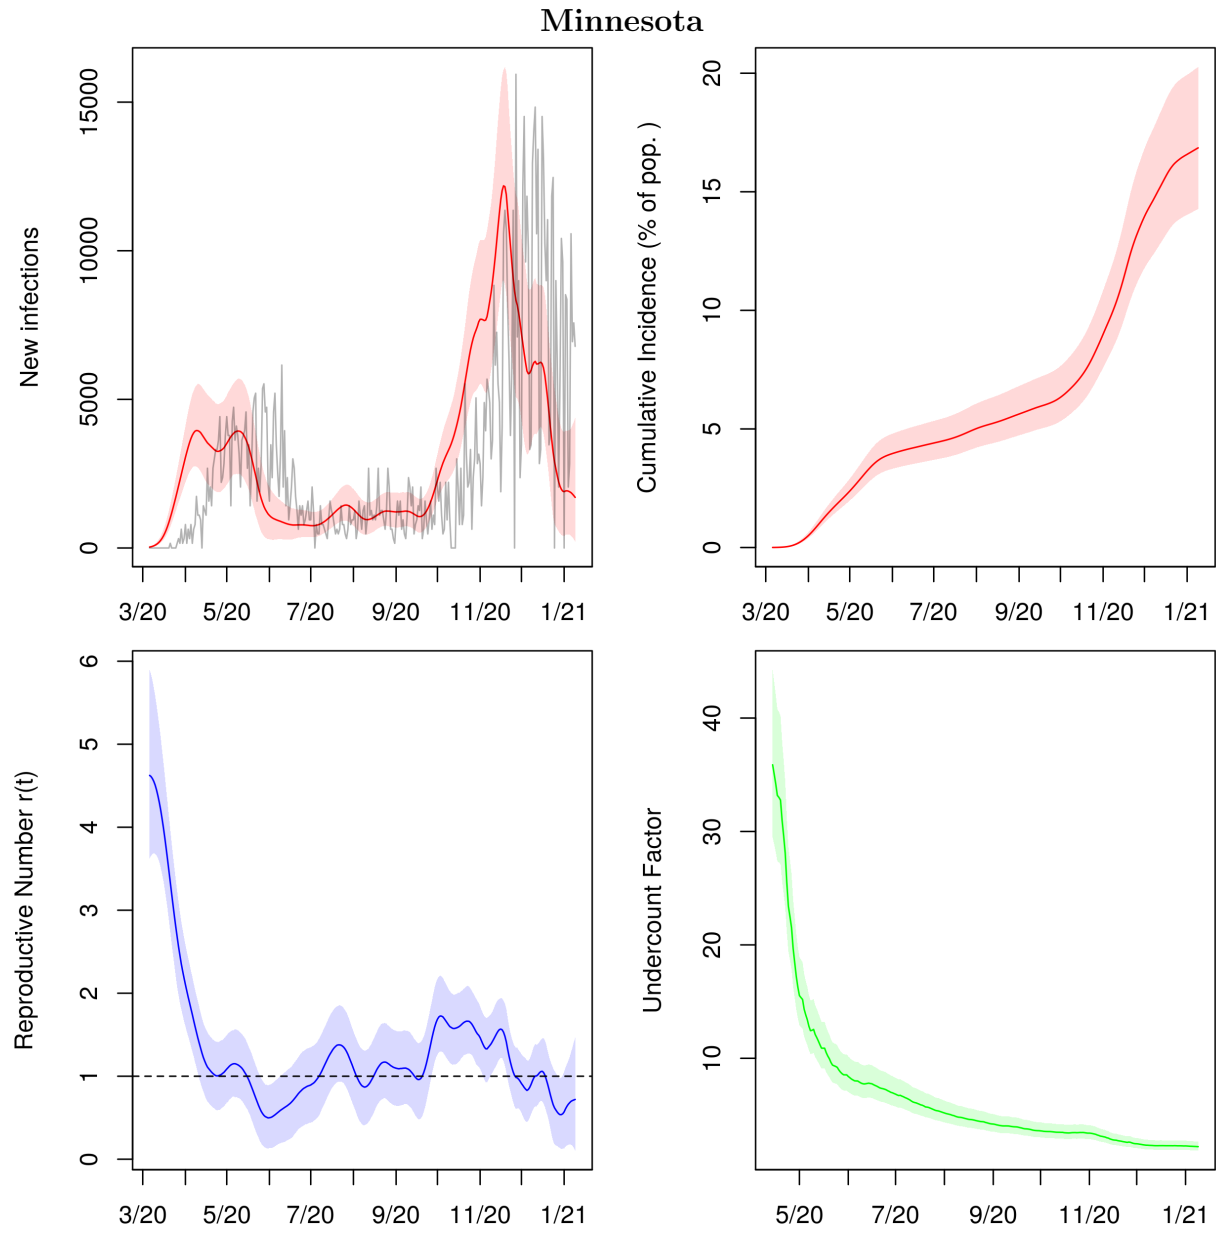 Minnesota
New infections
15000
10000
5000
0
3/20 5/20 7/20 9/20 11/20 1/21
Cumulative Incidence (% of pop. )
20
15
10
5
0
3/20 5/20 7/20 9/20 11/20 1/21
Reproductive Number r(t)
6
5
4
3
2
1
0
3/20 5/20 7/20 9/20 11/20 1/21
Undercount Factor
40
30
20
10
5/20 7/20 9/20 11/20 1/21